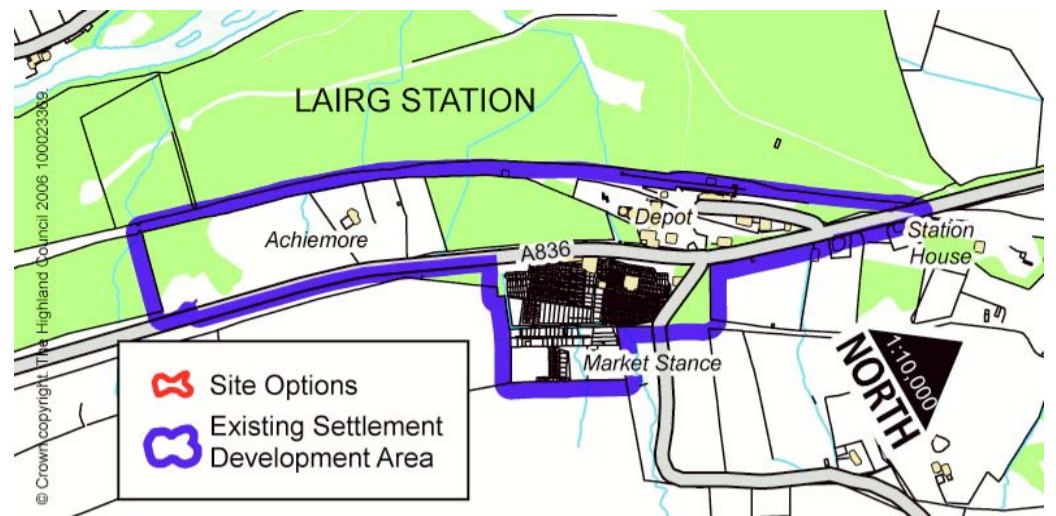 LAIRG STATION
Achiemore
Depot
A836
Station
House
Market Stance
1:10,000
NORTH
Site Options
Existing Settlement
Development Area
© Crown copyright. The Highland Council 2006 100023369.